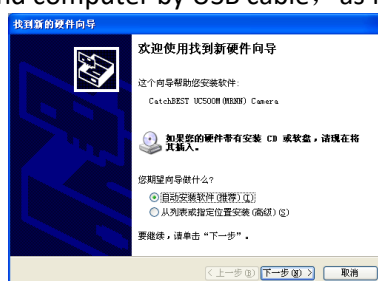 nd computer by USB cable, as
找到新的硬件向导
欢迎使用找到新硬件向导
这个向导帮助您安装软件:
CatchBEST UC500M(MRNN) Camera
如果您的硬件带有安装 CD 或软盘，请现在将
其插入。
您期望向导做什么?
自动安装软件(推荐)(I)
从列表或指定位置安装(高级)(S)
要继续，请单击“下一步”。
< 上一步(B)
下一步(N) >
取消